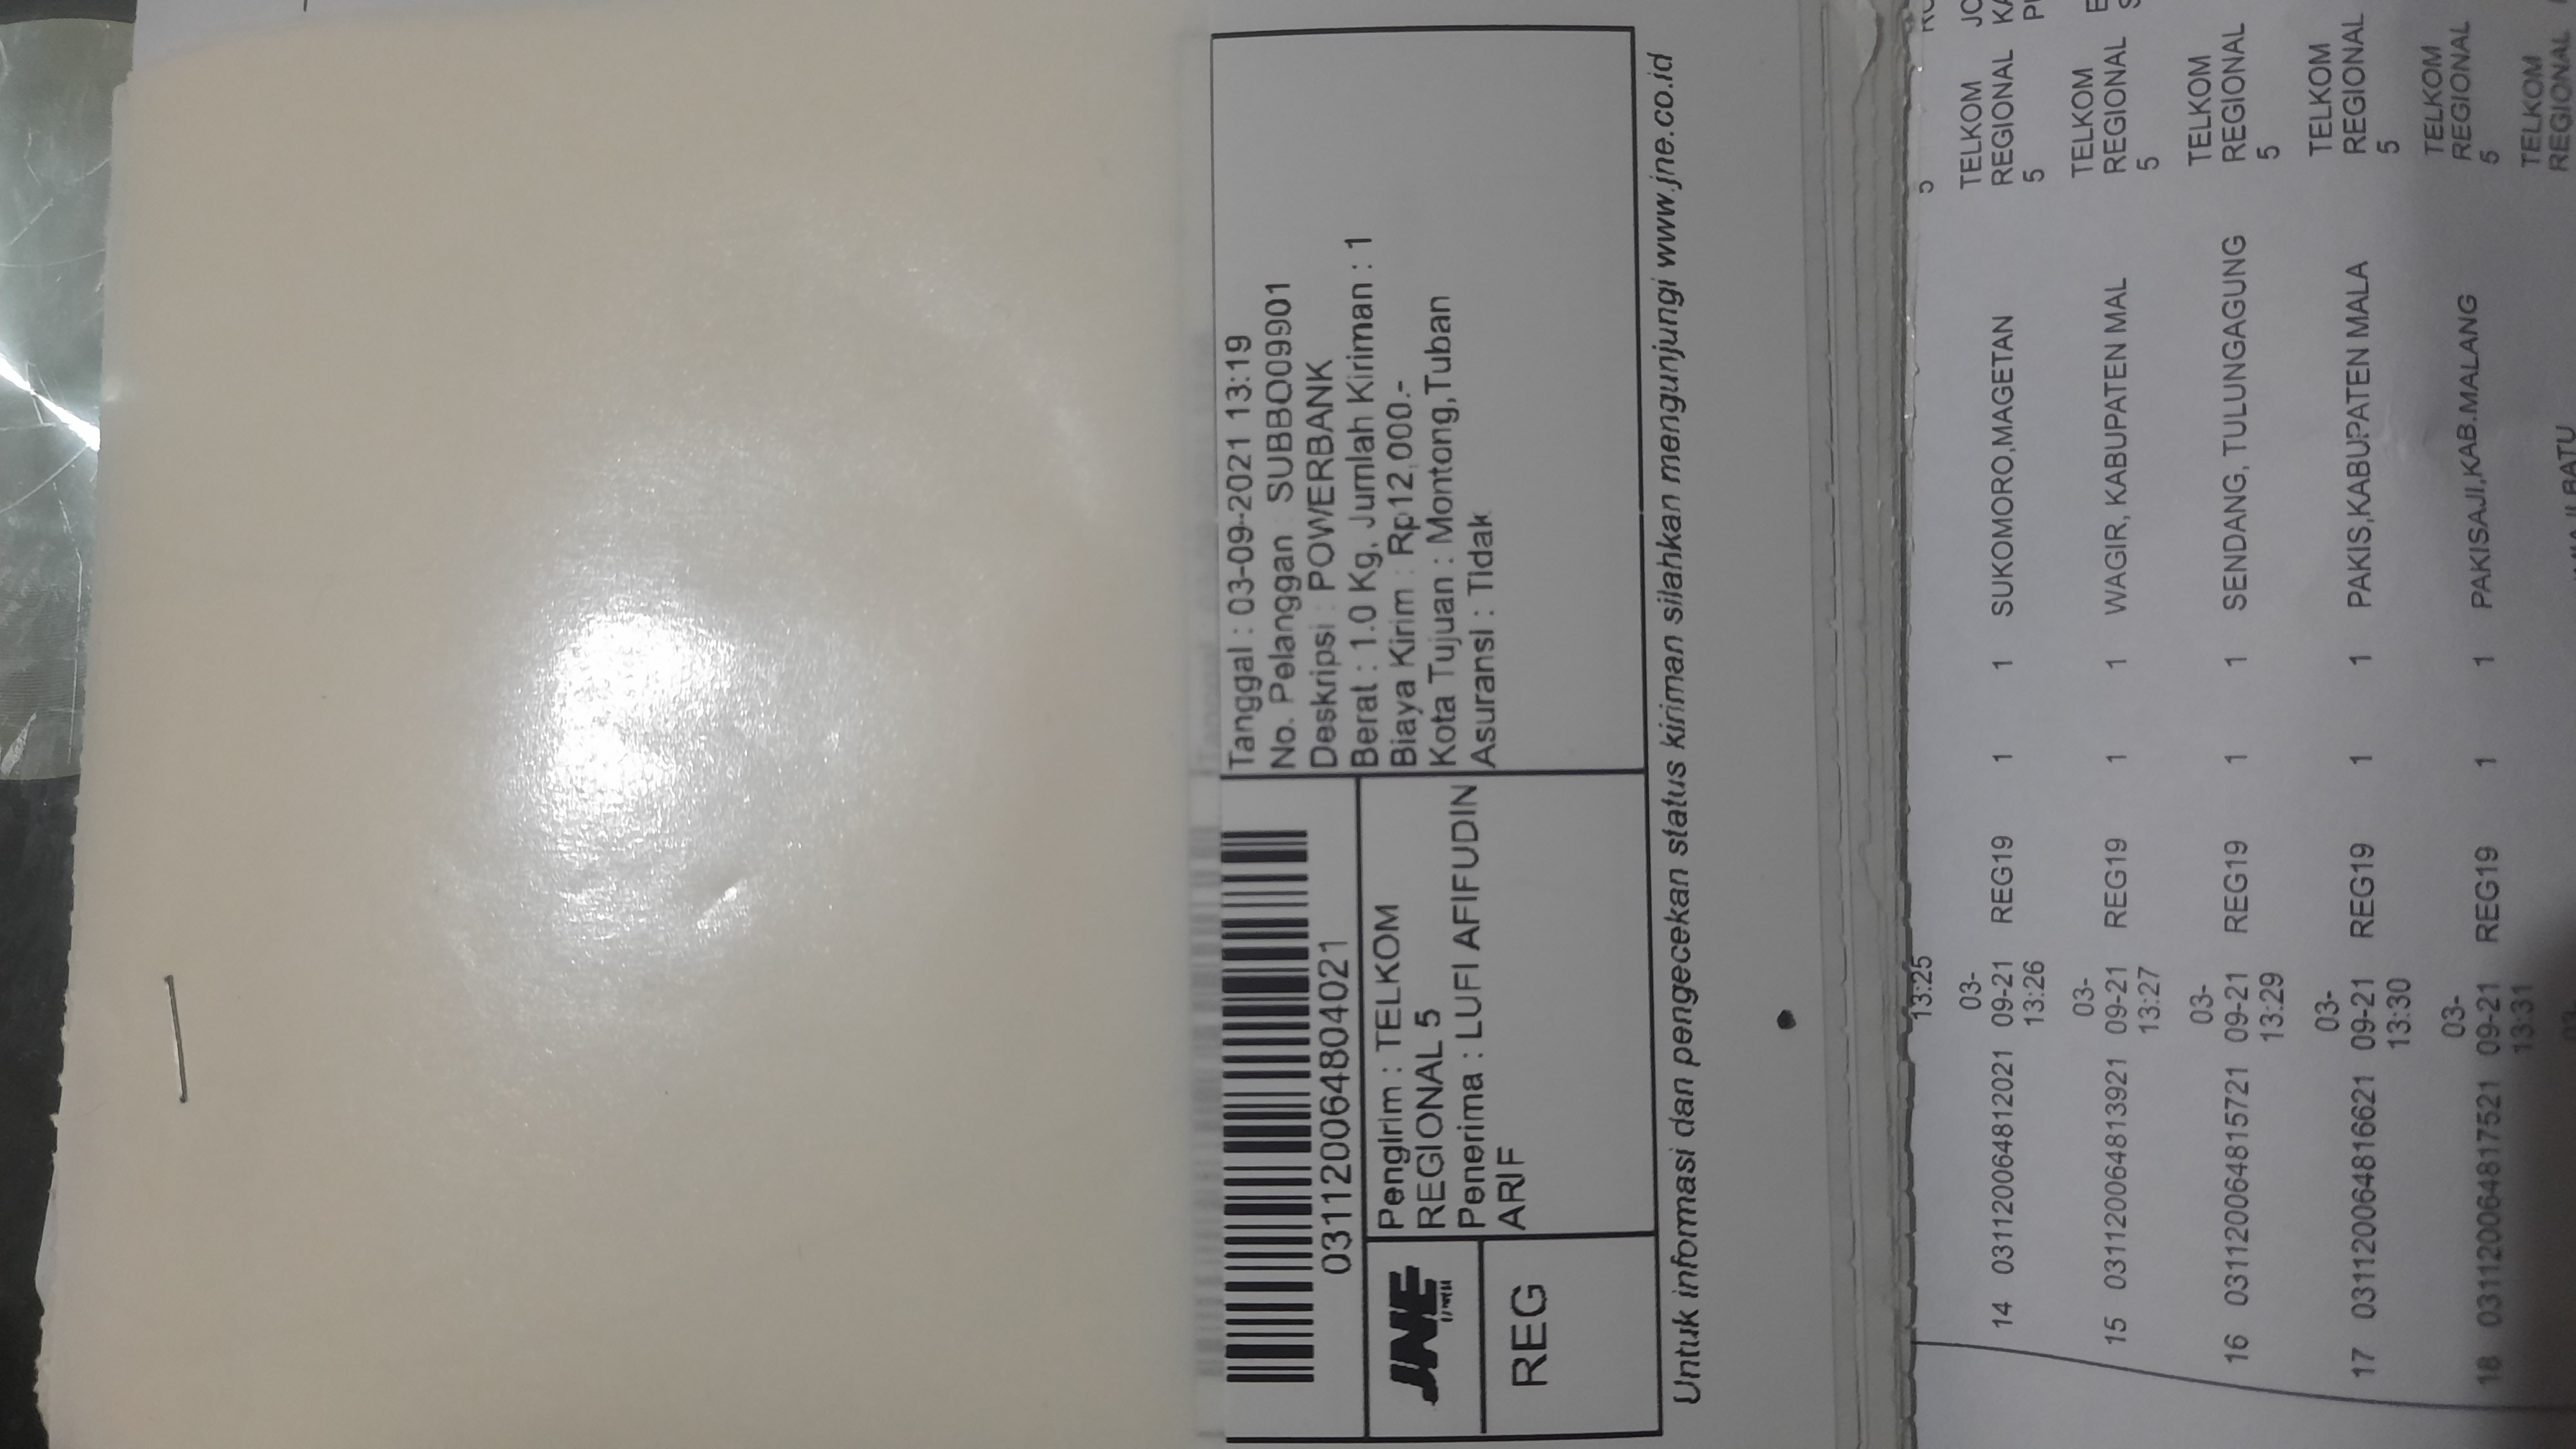 Tanggal : 03-09-2021 13:19
No. Pelanggan : SUBBO09901
Deskripsi : POWERBANK
Berat : 1.0 Kg, Jumlah Kiriman : 1
Biaya Kirim : Rp12,000.-
Kota Tujuan : Montong,Tuban
Asuransi : Tidak
031120064804021
JNE
REG
Pengirim : TELKOM
REGIONAL 5
Penerima : LUFI AFIFUDIN
ARIF
Untuk informasi dan pengecekan status kiriman silahkan mengunjungi www.jne.co.id
13:25 5
03- TELKOM
14 031120064812021 09-21 REG19 1 1 SUKOMORO,MAGETAN REGIONAL
13:26 5
03- TELKOM
15 031120064813921 09-21 REG19 1 1 WAGIR, KABUPATEN MAL REGIONAL
13:27 5
03- TELKOM
16 031120064815721 09-21 REG19 1 1 SENDANG, TULUNGAGUNG REGIONAL
13:29 5
03- TELKOM
17 031120064816621 09-21 REG19 1 1 PAKIS,KABUPATEN MALA REGIONAL
13:30 5
03- TELKOM
18 031120064817521 09-21 REG19 1 1 PAKISAJI,KAB.MALANG REGIONAL
13:31 5
03- TELKOM
BATU REGIONAL